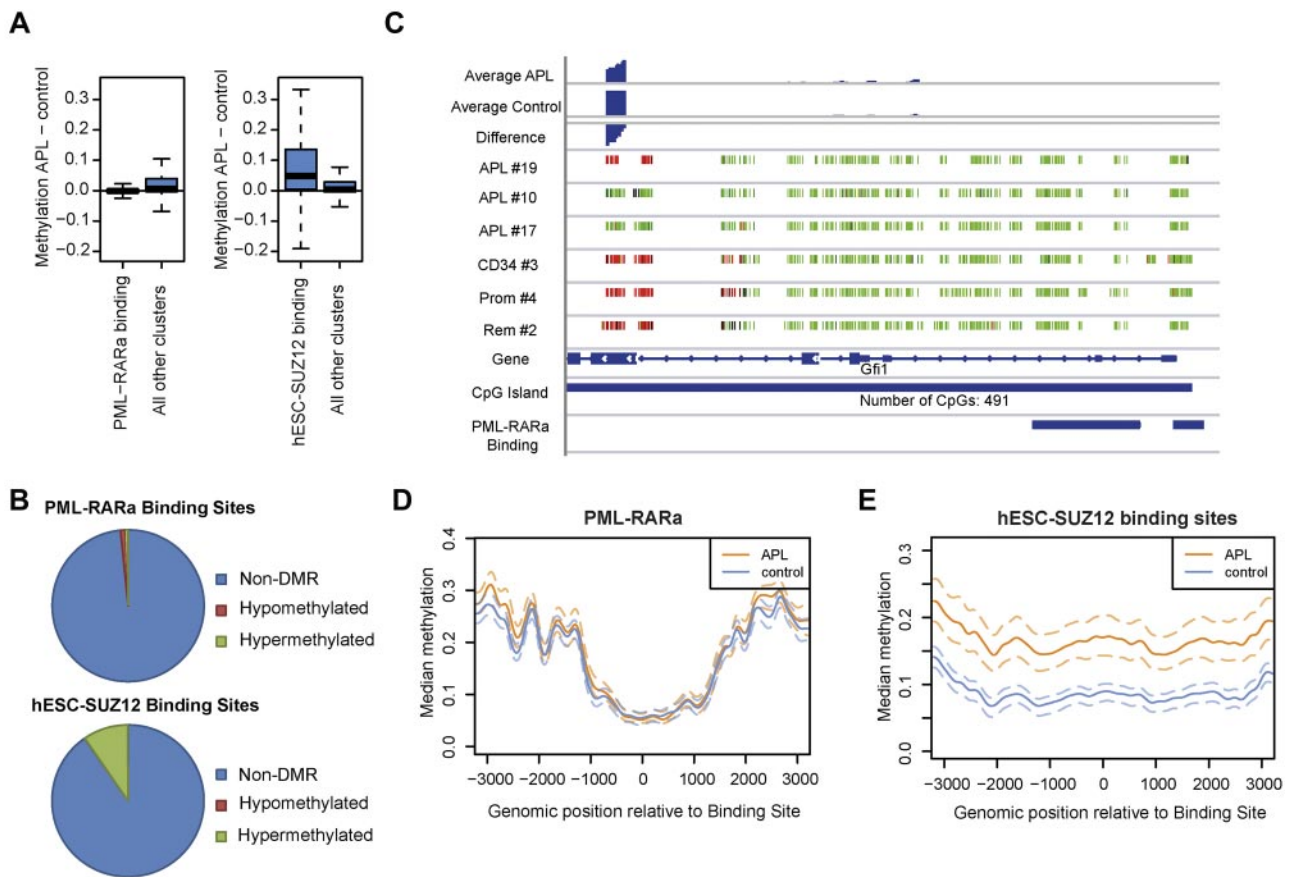 A
Methylation APL – control
0.3
0.2
0.1
0.0
−0.1
−0.2
PML−RARa binding
All other clusters
Methylation APL – control
0.3
0.2
0.1
0.0
−0.1
−0.2
hESC-SUZ12 binding
All other clusters
C
Average APL
Average Control
Difference
APL #19
APL #10
APL #17
CD34 #3
Prom #4
Rem #2
Gene
Gfi1
CpG Island
Number of CpGs: 491
PML-RARa
Binding
B
PML-RARa Binding Sites
Non-DMR
Hypomethylated
Hypermethylated
hESC-SUZ12 Binding Sites
Non-DMR
Hypomethylated
Hypermethylated
D
PML-RARa
APL
control
Median methylation
0.4
0.3
0.2
0.1
0.0
−3000 −2000 −1000 0 1000 2000 3000
Genomic position relative to Binding Site
E
hESC-SUZ12 binding sites
APL
control
Median methylation
0.3
0.2
0.1
0.0
−3000 −2000 −1000 0 1000 2000 3000
Genomic position relative to Binding Site